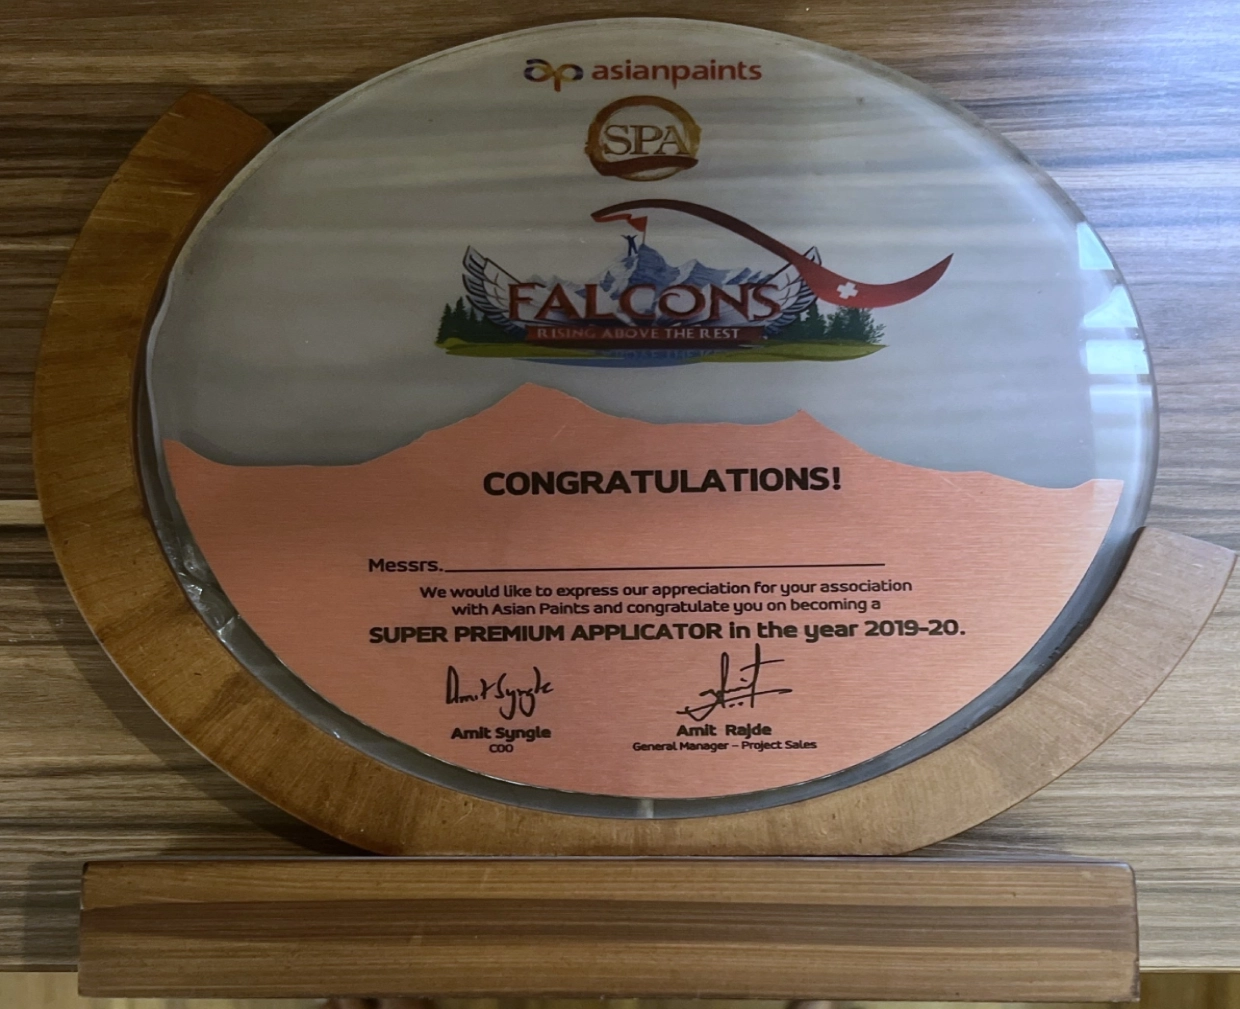 asianpaints
SPA
FALCONS
RISING ABOVE THE REST
CONGRATULATIONS!
Messrs.
We would like to express our appreciation for your association
with Asian Paints and congratulate you on becoming a
SUPER PREMIUM APPLICATOR in the year 2019-20.
Amit Syngle
Amit Syngle
COO
Amit Rajde
General Manager – Project Sales